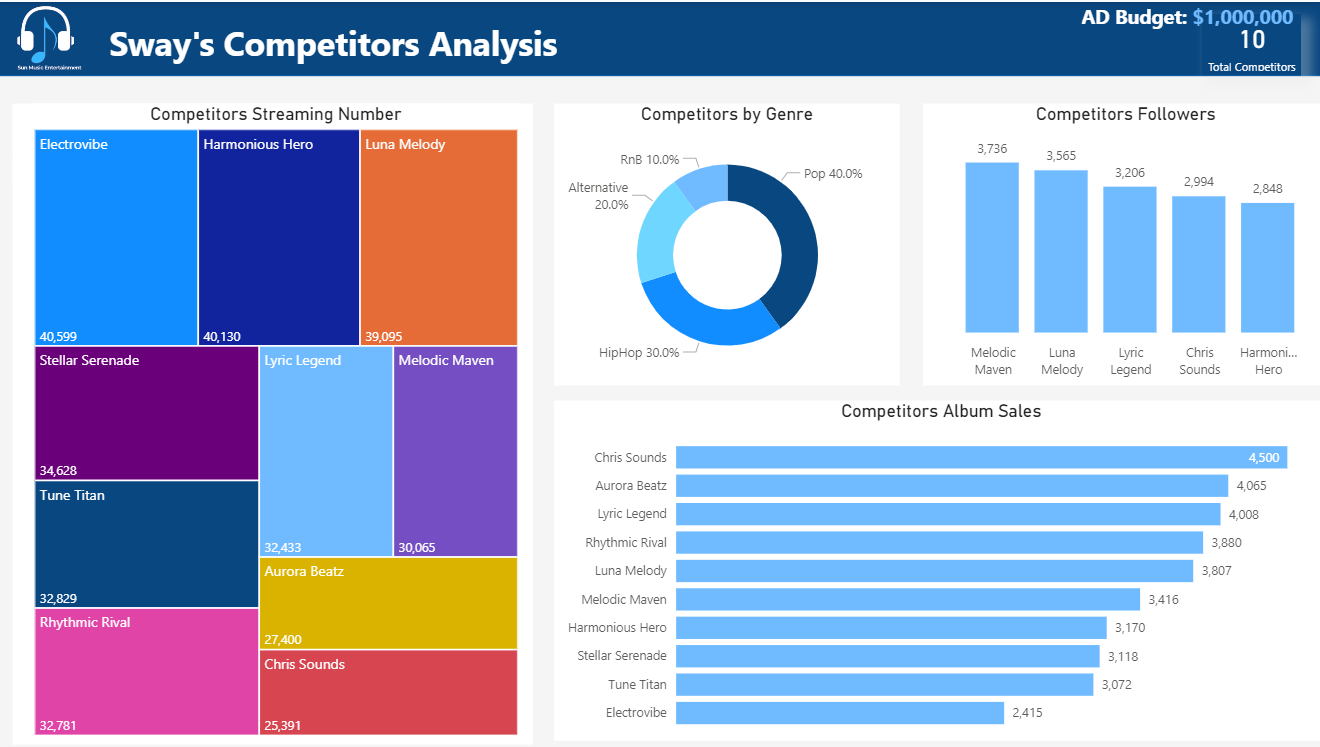 Sun Music Entertainment
Sway's Competitors Analysis
AD Budget: $1,000,000
10
Total Competitors
Competitors Streaming Number
Electrovibe
40,599
Harmonious Hero
40,130
Luna Melody
39,095
Stellar Serenade
34,628
Lyric Legend
32,433
Melodic Maven
30,065
Tune Titan
32,829
Aurora Beatz
27,400
Rhythmic Rival
32,781
Chris Sounds
25,391
Competitors by Genre
RnB 10.0%
Pop 40.0%
Alternative
20.0%
HipHop 30.0%
Competitors Followers
3,736
3,565
3,206
2,994
2,848
Melodic
Maven
Luna
Melody
Lyric
Legend
Chris
Sounds
Harmoni...
Hero
Competitors Album Sales
Chris Sounds 4,500
Aurora Beatz 4,065
Lyric Legend 4,008
Rhythmic Rival 3,880
Luna Melody 3,807
Melodic Maven 3,416
Harmonious Hero 3,170
Stellar Serenade 3,118
Tune Titan 3,072
Electrovibe 2,415